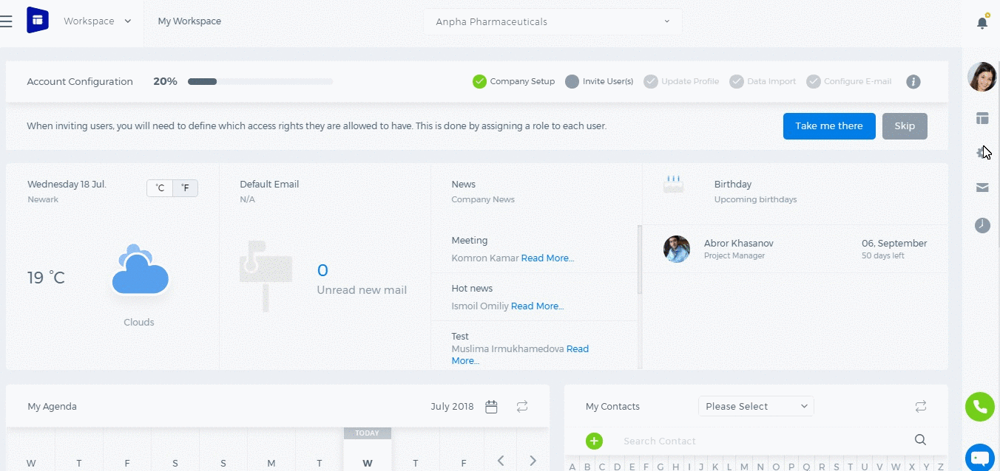 Workspace
My Workspace
Anpha Pharmaceuticals
Account Configuration 20%
Company Setup Invite User(s) Update Profile Data Import Configure E-mail
When inviting users, you will need to define which access rights they are allowed to have. This is done by assigning a role to each user.
Take me there Skip
Wednesday 18 Jul.
Newark
°C °F
19 °C
Clouds
Default Email
N/A
0
Unread new mail
News
Company News
Meeting
Komron Kamar Read More...
Hot news
Ismoil Omiliy Read More...
Test
Muslima Irmukhamedova Read
More...
Birthday
Upcoming birthdays
Abror Khasanov 06, September
Project Manager 50 days left
My Agenda July 2018
TODAY
W T F S S M T W T F
My Contacts Please Select
Search Contact
A B C D E F G H I J K L M N O P Q R S T U V W X Y Z